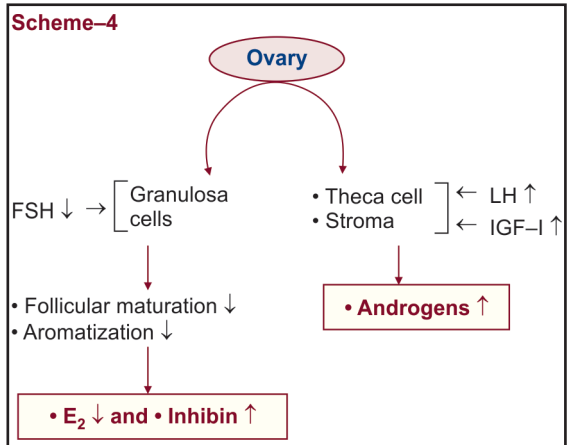 Scheme–4
Ovary
FSH ↓ →
Granulosa
cells
• Theca cell
• Stroma
← LH ↑
← IGF–I ↑
• Follicular maturation ↓
• Aromatization ↓
• Androgens ↑
• E₂ ↓ and • Inhibin ↑